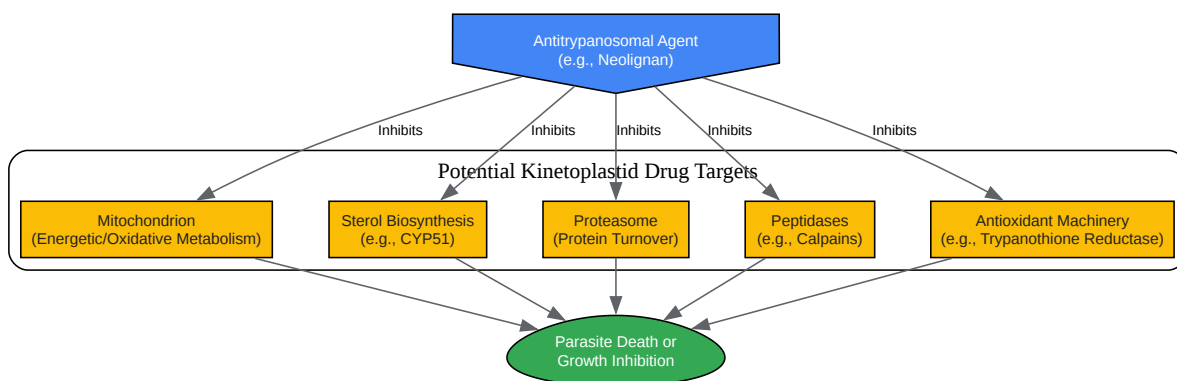 Antitrypanosomal Agent
(e.g., Neolignan)
Inhibits
Inhibits
Inhibits
Inhibits
Inhibits
Potential Kinetoplastid Drug Targets
Mitochondrion
(Energetic/Oxidative Metabolism)
Sterol Biosynthesis
(e.g., CYP51)
Proteasome
(Protein Turnover)
Peptidases
(e.g., Calpains)
Antioxidant Machinery
(e.g., Trypanothione Reductase)
Parasite Death or
Growth Inhibition